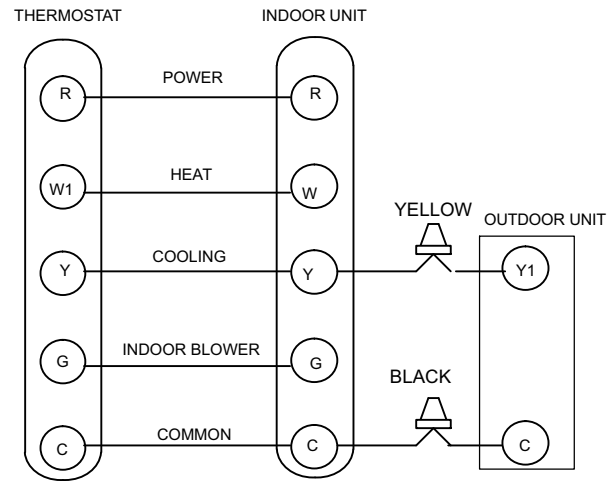 THERMOSTAT
INDOOR UNIT
R
POWER
R
W1
HEAT
W
YELLOW
OUTDOOR UNIT
Y
COOLING
Y
Y1
G
INDOOR BLOWER
G
BLACK
C
COMMON
C
C